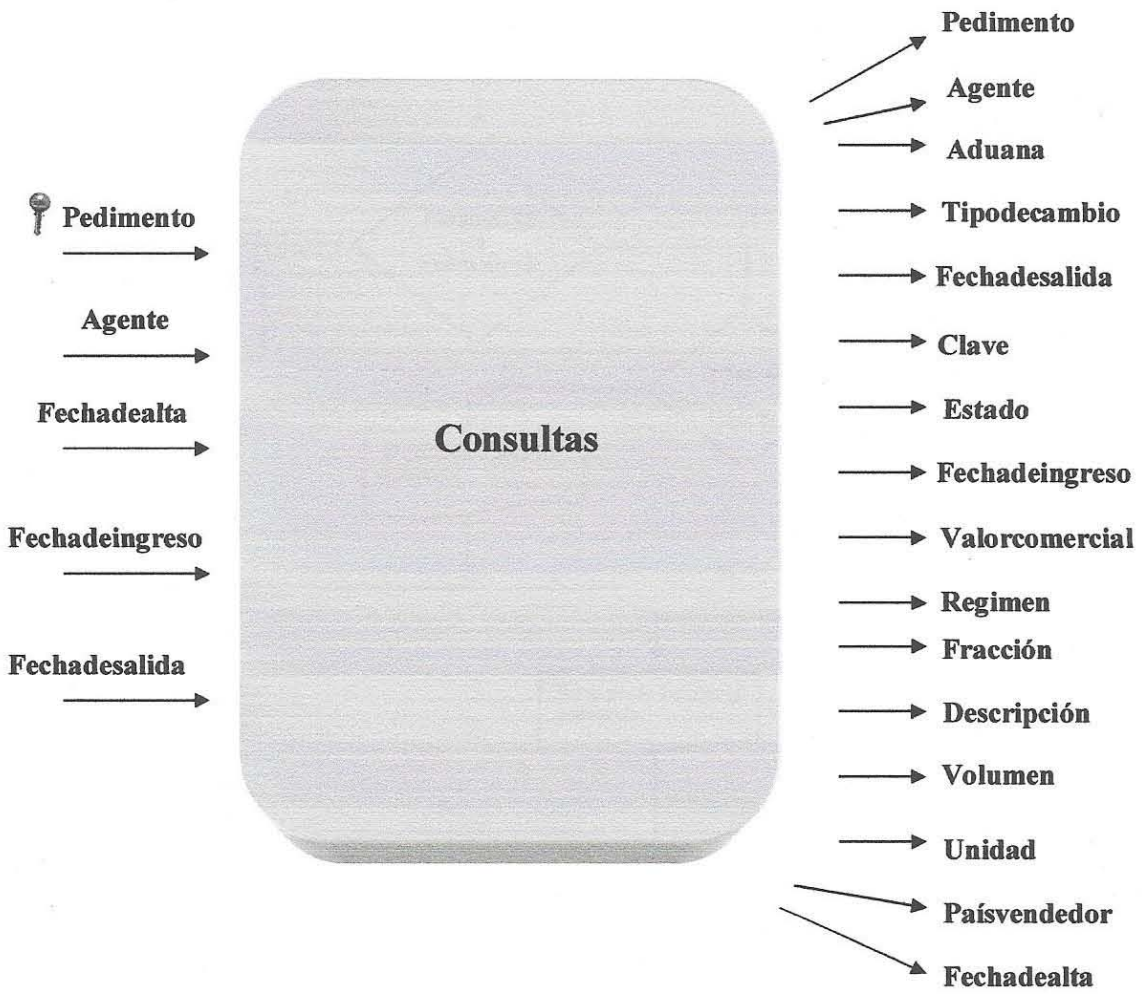 Pedimento
Agente
Fechadealta
Fechadeingreso
Fechadesalida
Consultas
Pedimento
Agente
Aduana
Tipodecambio
Fechadesalida
Clave
Estado
Fechadeingreso
Valorcomercial
Regimen
Fracción
Descripción
Volumen
Unidad
Paísvendedor
Fechadealta